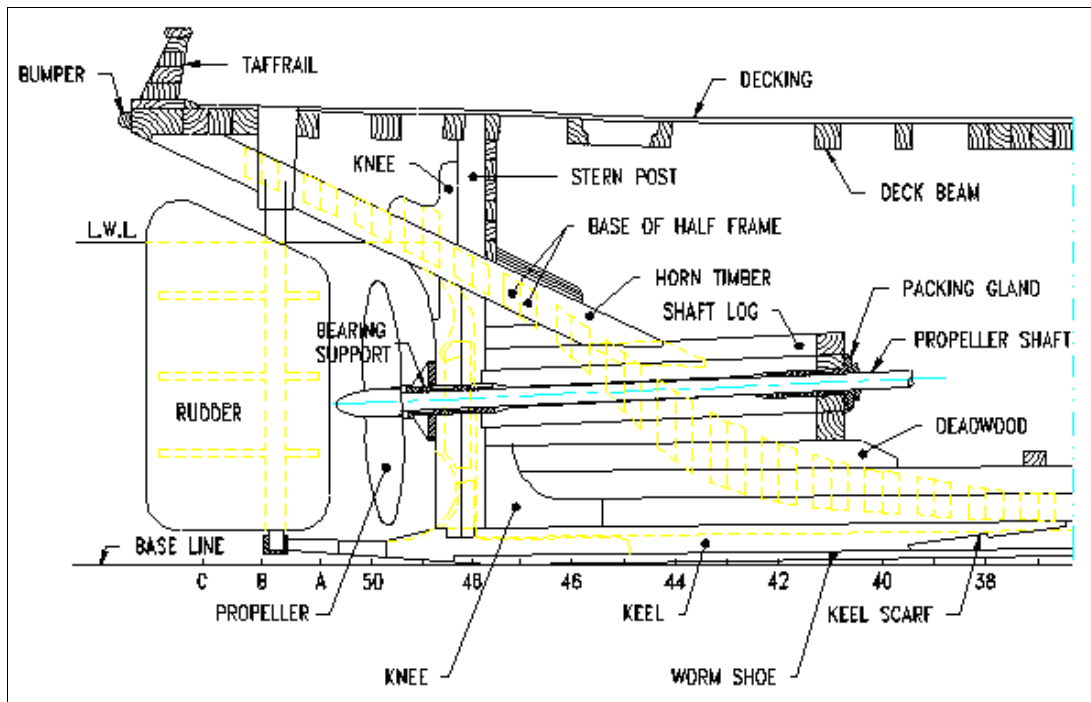 TAFFRAIL
BUMPER
DECKING
KNEE
STERN POST
DECK BEAM
L.W.L.
BASE OF HALF FRAME
HORN TIMBER
PACKING GLAND
SHAFT LOG
BEARING
SUPPORT
PROPELLER SHAFT
RUDDER
DEADWOOD
BASE LINE
C B A 50 48 46 44 42 40 38
PROPELLER
KEEL
KEEL SCARF
KNEE
WORM SHOE